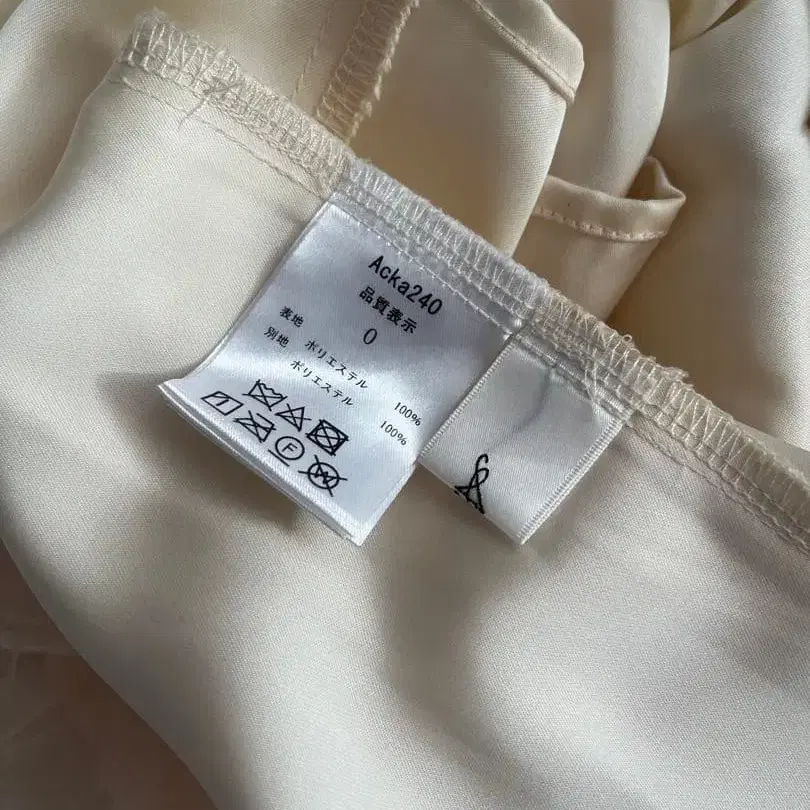 Acka240
品質表示
0
表地 ポリエステル 100%
別地 ポリエステル 100%
F
W